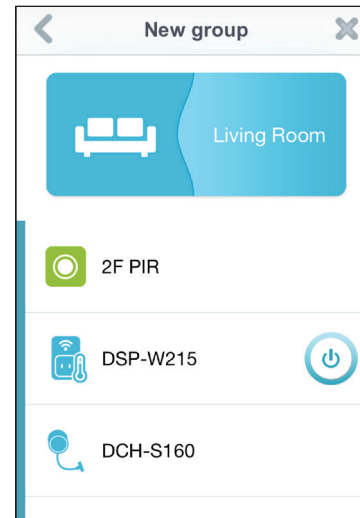 New group
Living Room
2F PIR
DSP-W215
DCH-S160